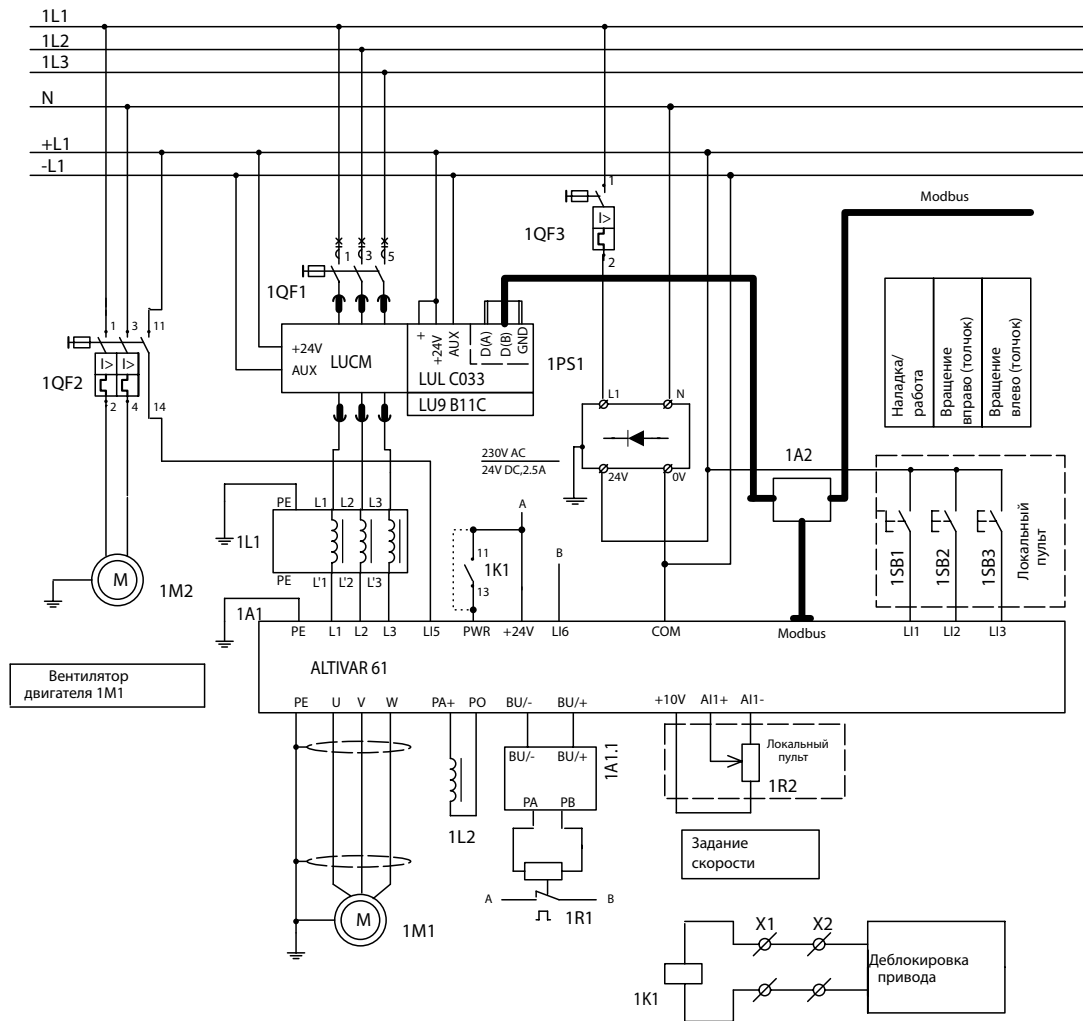 1L1
1L2
1L3
N
+L1
-L1
Modbus
1
1QF3
I>
2
1 3 5
1QF1
1 3 11
1QF2
I> I>
2 4 14
+24V
AUX
LUCM
+
+24V
AUX
D(A)
D(B)
GND
LUL C033
LU9 B11C
1PS1
L1 N
230V AC
24V DC,2.5A
24V 0V
Наладка/
работа
Вращение
вправо (толчок)
Вращение
влево (толчок)
1A2
1SB1
1SB2
1SB3
Локальный
пульт
PE L1 L2 L3
1L1
PE L'1 L'2 L'3
A
B
11
1K1
13
M
1M2
1A1
PE L1 L2 L3 LI5 PWR +24V LI6 COM Modbus LI1 LI2 LI3
ALTIVAR 61
Вентилятор
двигателя 1M1
PE U V W PA+ PO BU/- BU/+ +10V AI1+ AI1-
BU/- BU/+
1A1.1
PA PB
1L2
Локальный
пульт
1R2
Задание
скорости
A B
1R1
M
1M1
X1 X2
1K1
Деблокировка
привода